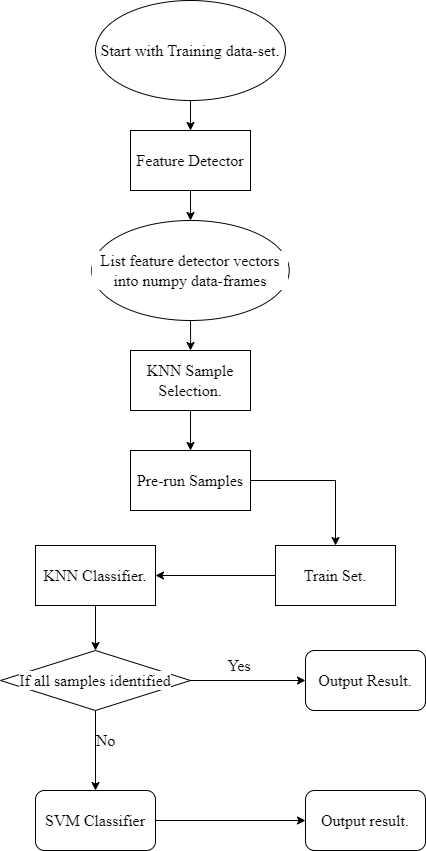 Start with Training data-set.
Feature Detector
List feature detector vectors
into numpy data-frames
KNN Sample
Selection.
Pre-run Samples
KNN Classifier.
Train Set.
If all samples identified
Yes
Output Result.
No
SVM Classifier
Output result.